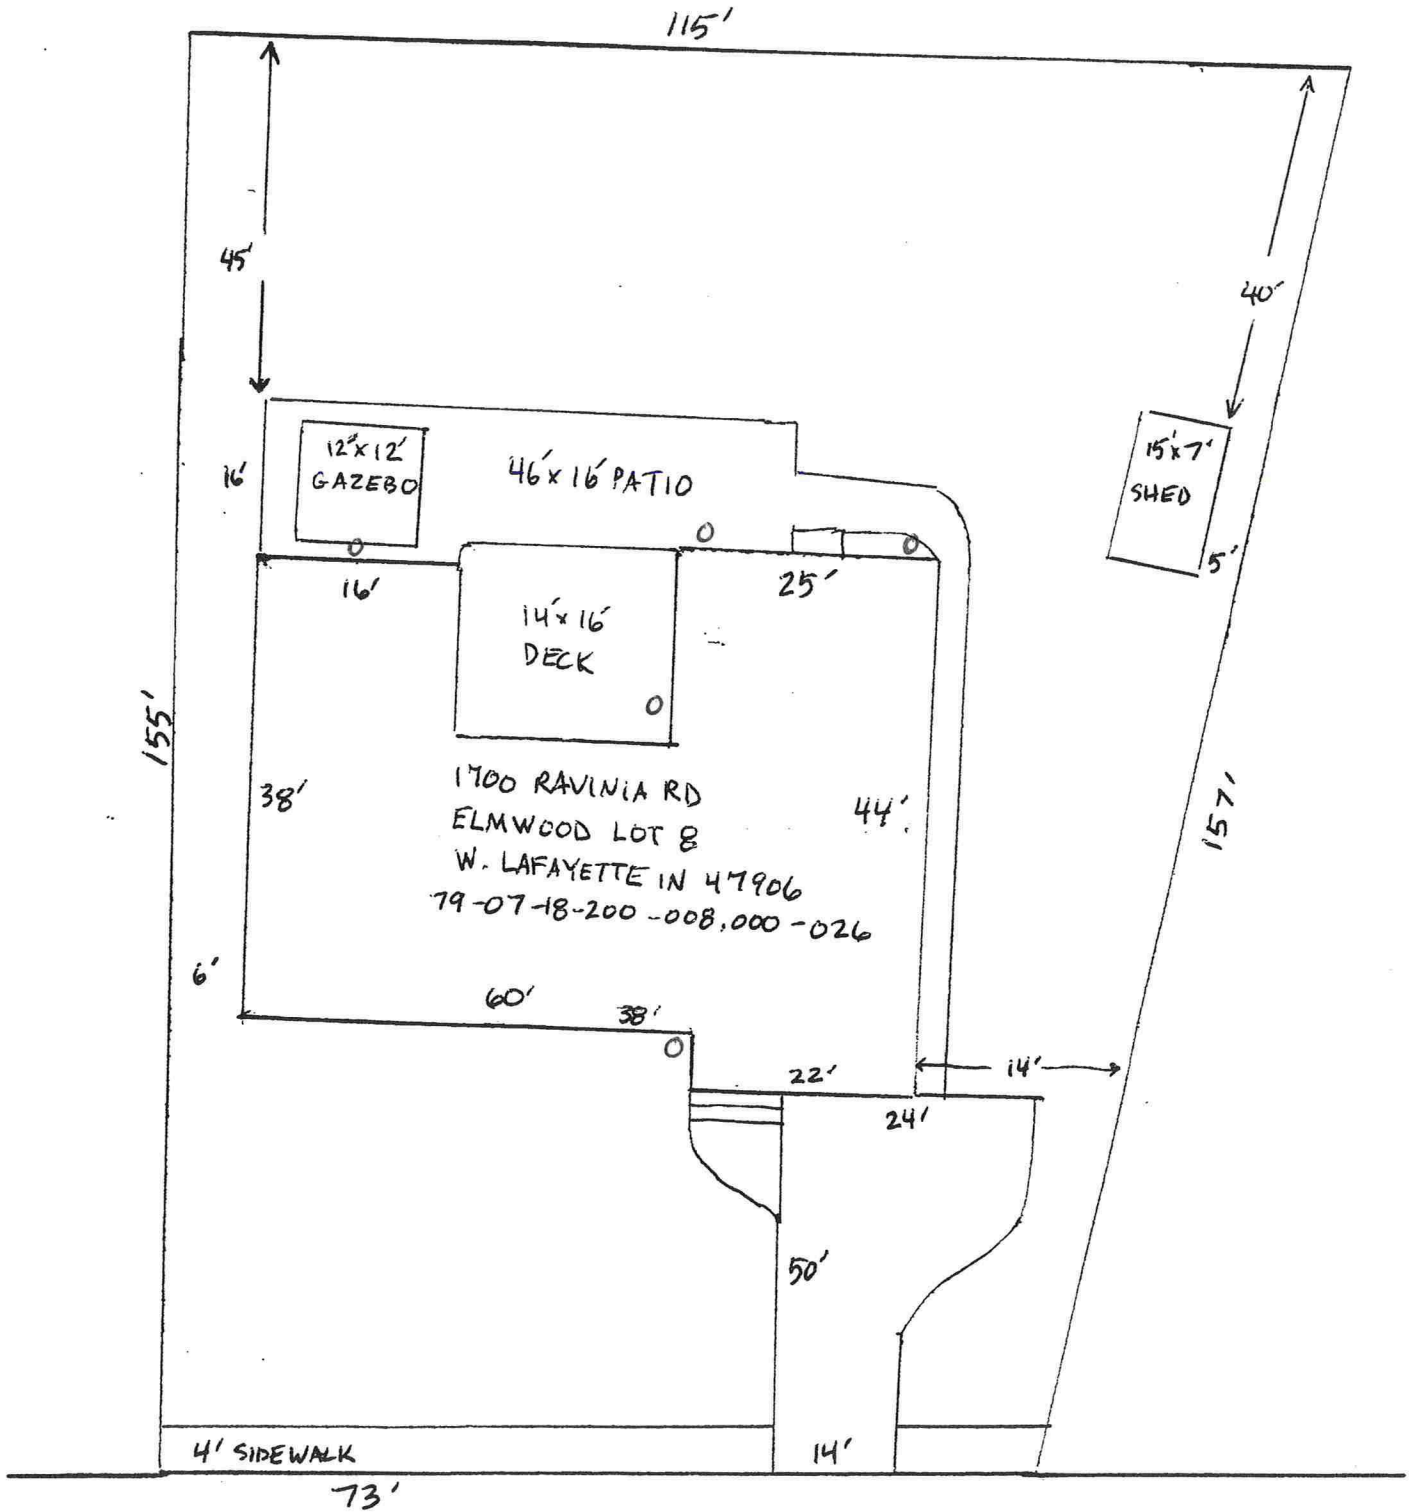 115'
45'
40'
12'x12'
GAZEBO
46'x16' PATIO
15'x7'
SHED
16'
5'
16'
25'
14'x16'
DECK
155'
38'
1700 RAVINIA RD
ELMWOOD LOT 8
W. LAFAYETTE IN 47906
79-07-18-200-008.000-026
44'
157'
6'
60'
38'
22'
14'
24'
50'
4' SIDEWALK
14'
73'